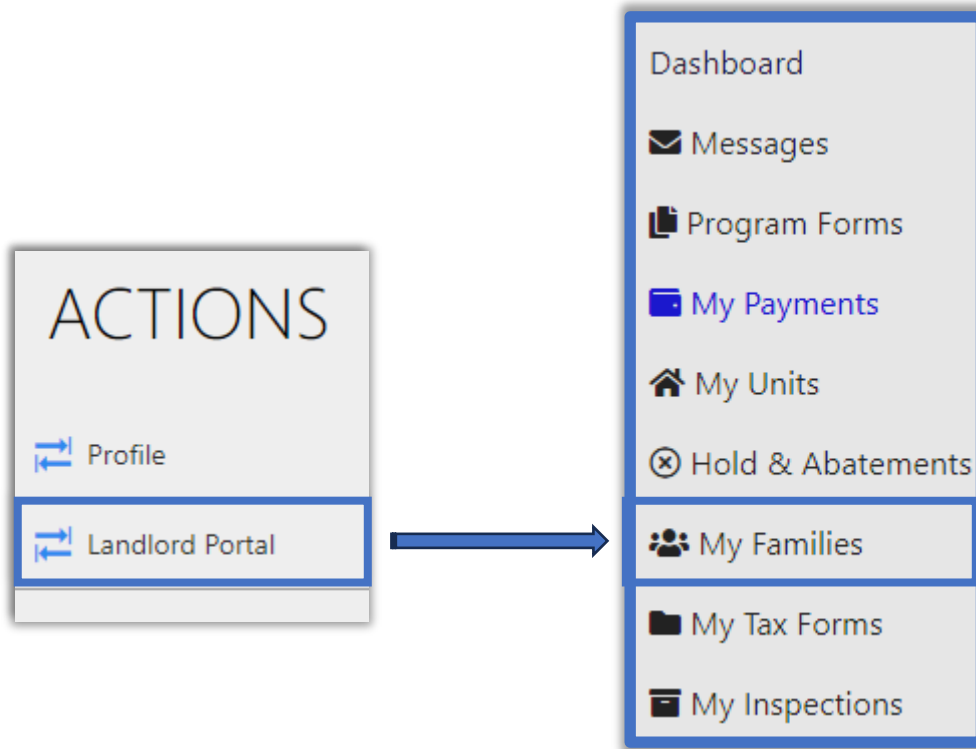 ACTIONS
Profile
Landlord Portal
Dashboard
Messages
Program Forms
My Payments
My Units
Hold & Abatements
My Families
My Tax Forms
My Inspections